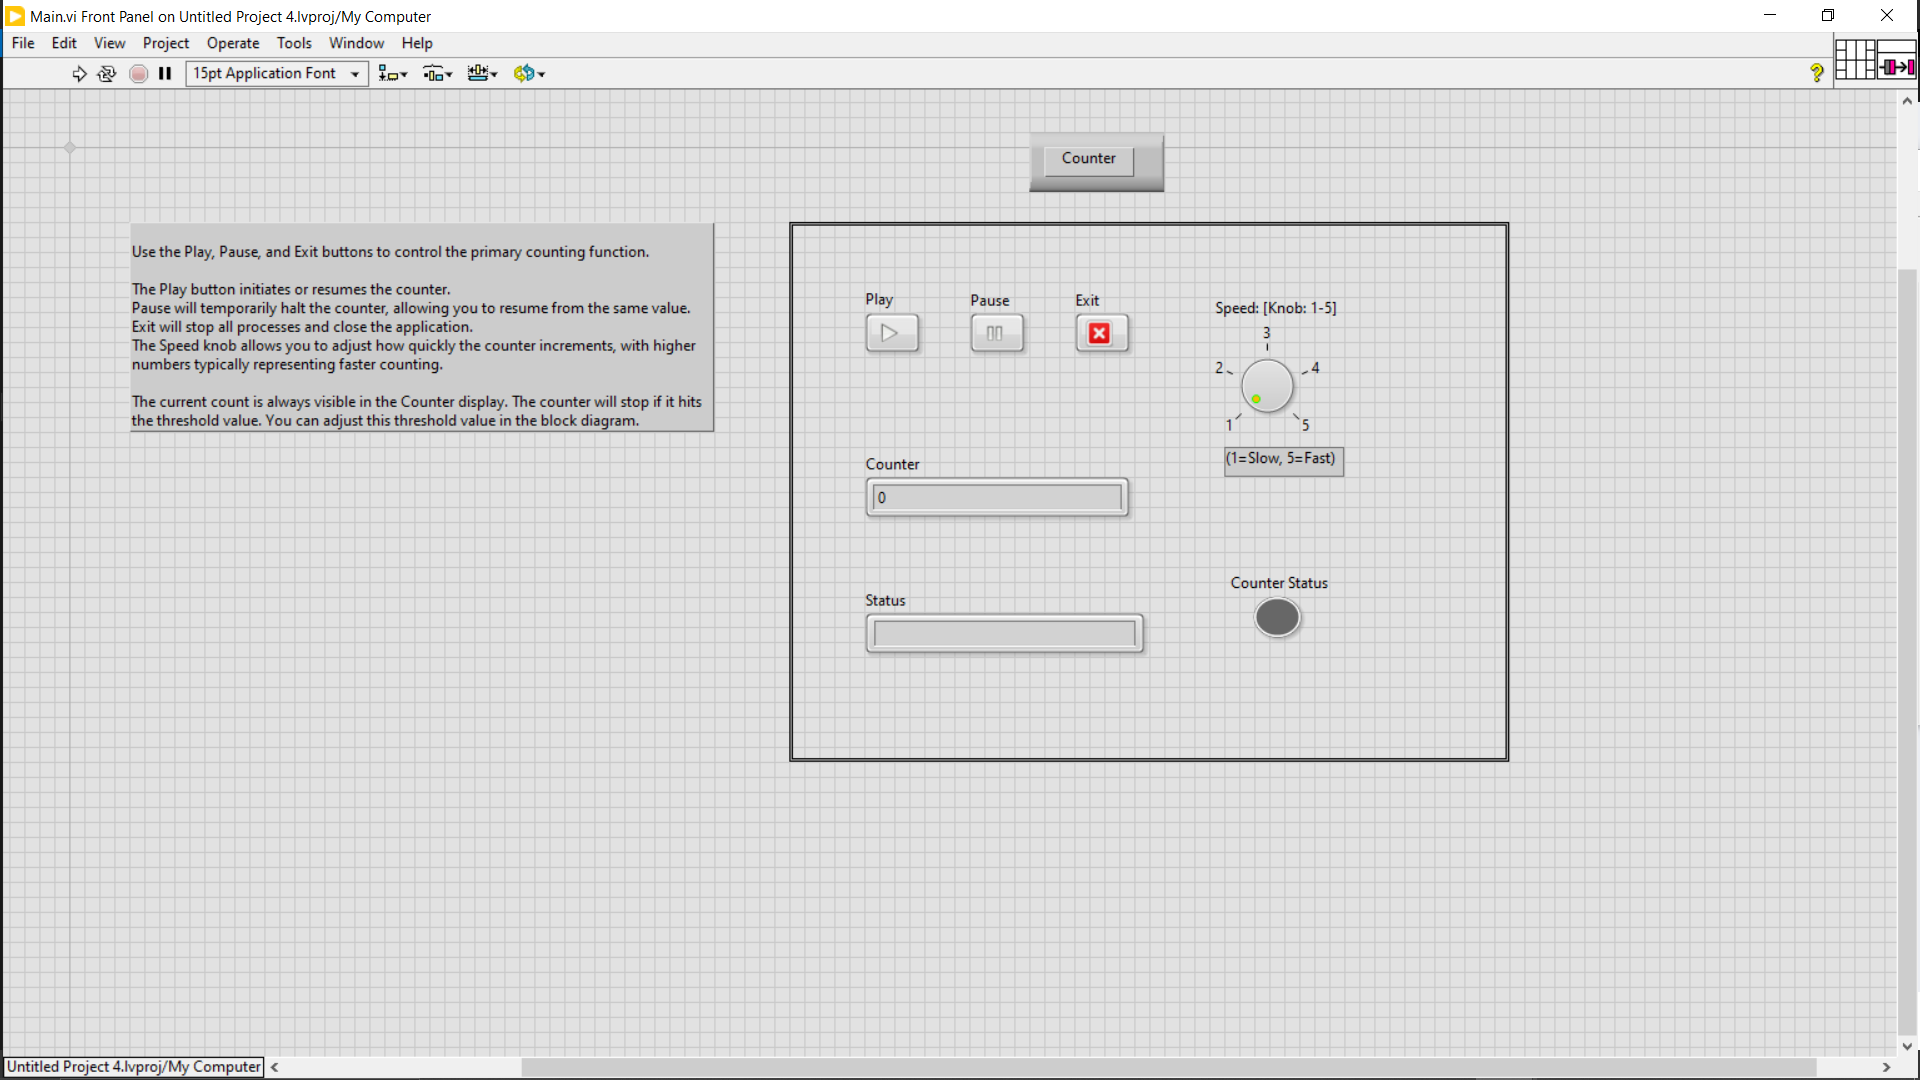 Main.vi Front Panel on Untitled Project 4.lvproj/My Computer
File Edit View Project Operate Tools Window Help
15pt Application Font
?
Counter
Use the Play, Pause, and Exit buttons to control the primary counting function.
The Play button initiates or resumes the counter.
Pause will temporarily halt the counter, allowing you to resume from the same value.
Exit will stop all processes and close the application.
The Speed knob allows you to adjust how quickly the counter increments, with higher
numbers typically representing faster counting.
The current count is always visible in the Counter display. The counter will stop if it hits
the threshold value. You can adjust this threshold value in the block diagram.
Play Pause Exit
Speed: [Knob: 1-5]
3
2 4
1 5
(1=Slow, 5=Fast)
Counter
0
Counter Status
Status
Untitled Project 4.lvproj/My Computer